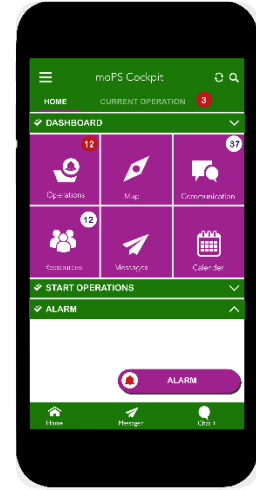 moPS Cockpit
HOME CURRENT OPERATION 3
DASHBOARD
12 37
Operations Map Communication
12
Ressources Messages Calender
START OPERATIONS
ALARM
ALARM
Home Messages Chat +